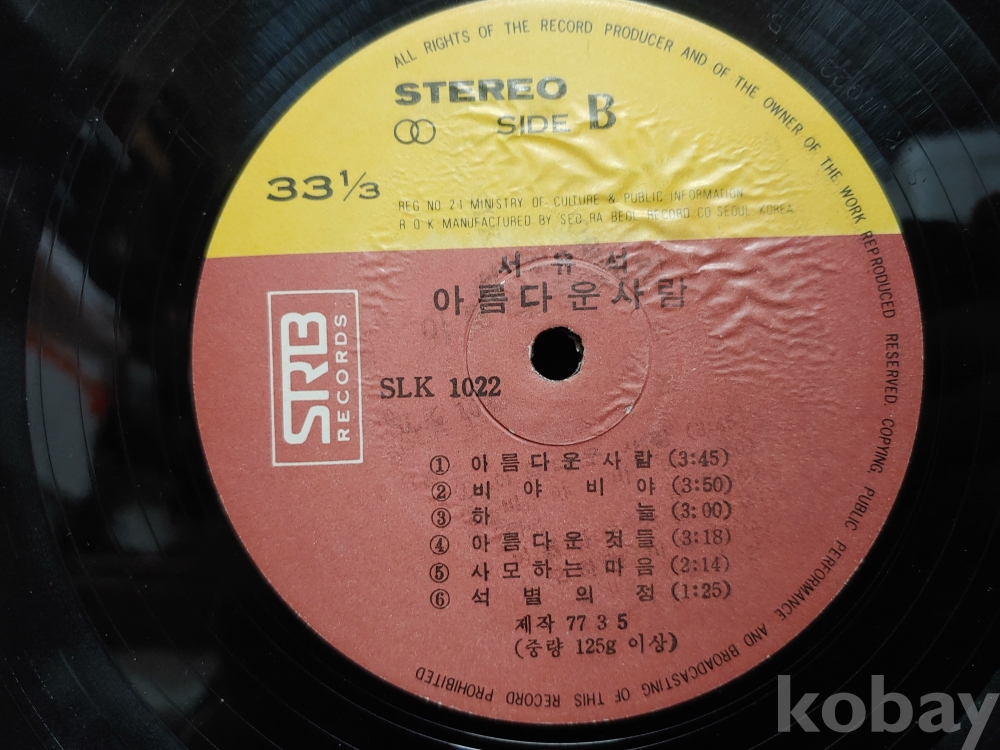 ALL RIGHTS OF THE RECORD PRODUCER AND OF THE OWNER OF THE WORK REPRODUCED RESERVED. COPYING, PUBLIC PERFORMANCE AND BROADCASTING OF THIS RECORD PROHIBITED
STEREO
SIDE B
33 1/3
REG NO 21 MINISTRY OF CULTURE & PUBLIC INFORMATION
R O K MANUFACTURED BY SEO RA BEOL RECORD CO SEOUL KOREA
서 유 석
아름다운사람
STRB
RECORDS
SLK 1022
① 아름다운 사람 (3:45)
② 비 야 비 야 (3:50)
③ 하 늘 (3:00)
④ 아름다운 것들 (3:18)
⑤ 사모하는 마음 (2:14)
⑥ 석 별 의 정 (1:25)
제작 77 3 5
(중량 125g 이상)
kobay